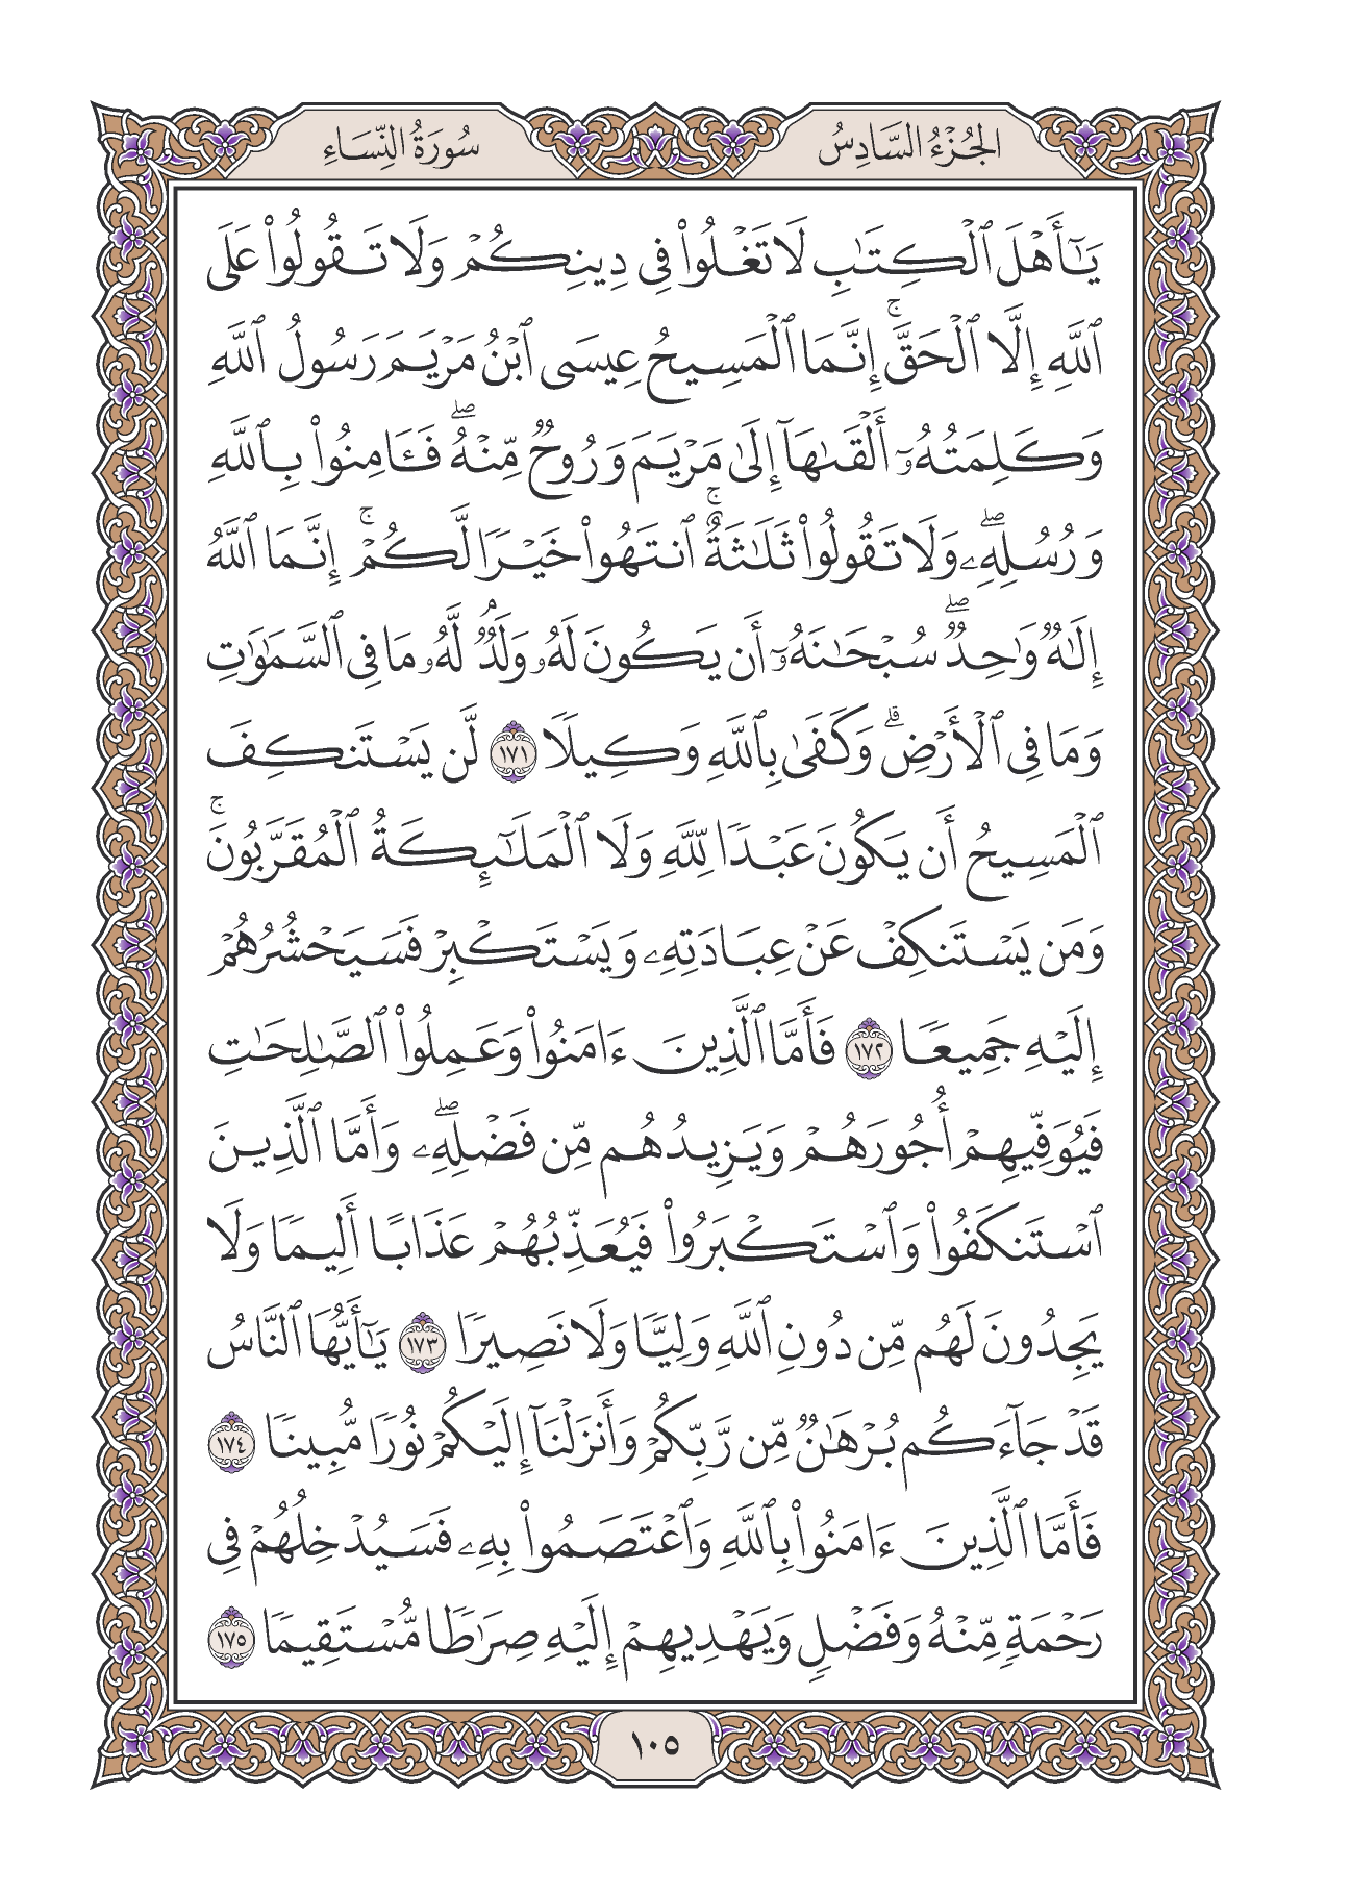 الجُزْءُ السَّادِسُ
سُورَةُ النِّسَاءِ
يَٰٓأَهۡلَ ٱلۡكِتَٰبِ لَا تَغۡلُواْ فِي دِينِكُمۡ وَلَا تَقُولُواْ عَلَى
ٱللَّهِ إِلَّا ٱلۡحَقَّۚ إِنَّمَا ٱلۡمَسِيحُ عِيسَى ٱبۡنُ مَرۡيَمَ رَسُولُ ٱللَّهِ
وَكَلِمَتُهُۥٓ أَلۡقَىٰهَآ إِلَىٰ مَرۡيَمَ وَرُوحٞ مِّنۡهُۖ فَـَٔامِنُواْ بِٱللَّهِ
وَرُسُلِهِۦۖ وَلَا تَقُولُواْ ثَلَٰثَةٌۚ ٱنتَهُواْ خَيۡرٗا لَّكُمۡۚ إِنَّمَا ٱللَّهُ
إِلَٰهٞ وَٰحِدٞۖ سُبۡحَٰنَهُۥٓ أَن يَكُونَ لَهُۥ وَلَدٞۘ لَّهُۥ مَا فِي ٱلسَّمَٰوَٰتِ
وَمَا فِي ٱلۡأَرۡضِۗ وَكَفَىٰ بِٱللَّهِ وَكِيلٗا ١٧١ لَّن يَسۡتَنكِفَ
ٱلۡمَسِيحُ أَن يَكُونَ عَبۡدٗا لِّلَّهِ وَلَا ٱلۡمَلَٰٓئِكَةُ ٱلۡمُقَرَّبُونَۚ
وَمَن يَسۡتَنكِفۡ عَنۡ عِبَادَتِهِۦ وَيَسۡتَكۡبِرۡ فَسَيَحۡشُرُهُمۡ
إِلَيۡهِ جَمِيعٗا ١٧٢ فَأَمَّا ٱلَّذِينَ ءَامَنُواْ وَعَمِلُواْ ٱلصَّٰلِحَٰتِ
فَيُوَفِّيهِمۡ أُجُورَهُمۡ وَيَزِيدُهُم مِّن فَضۡلِهِۦۖ وَأَمَّا ٱلَّذِينَ
ٱسۡتَنكَفُواْ وَٱسۡتَكۡبَرُواْ فَيُعَذِّبُهُمۡ عَذَابًا أَلِيمٗا وَلَا
يَجِدُونَ لَهُم مِّن دُونِ ٱللَّهِ وَلِيّٗا وَلَا نَصِيرٗا ١٧٣ يَٰٓأَيُّهَا ٱلنَّاسُ
قَدۡ جَآءَكُم بُرۡهَٰنٞ مِّن رَّبِّكُمۡ وَأَنزَلۡنَآ إِلَيۡكُمۡ نُورٗا مُّبِينٗا ١٧٤
فَأَمَّا ٱلَّذِينَ ءَامَنُواْ بِٱللَّهِ وَٱعۡتَصَمُواْ بِهِۦ فَسَيُدۡخِلُهُمۡ فِي
رَحۡمَةٖ مِّنۡهُ وَفَضۡلٖ وَيَهۡدِيهِمۡ إِلَيۡهِ صِرَٰطٗا مُّسۡتَقِيمٗا ١٧٥
١٠٥